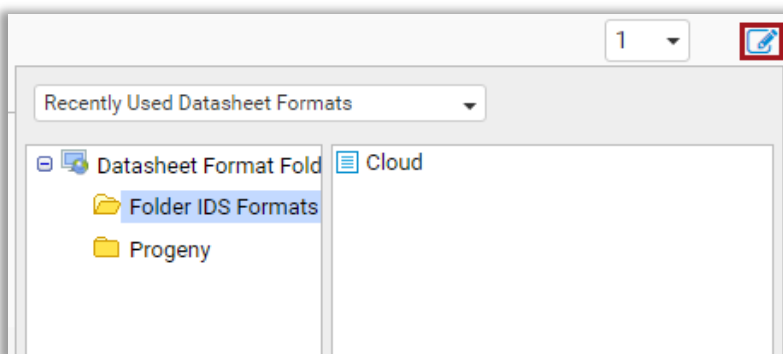 1
Recently Used Datasheet Formats
Datasheet Format Fold
Cloud
Folder IDS Formats
Progeny